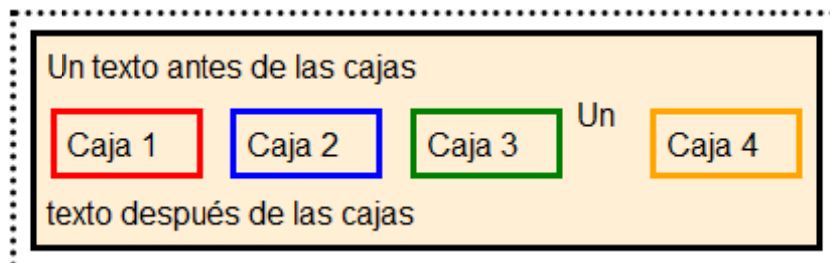 Un texto antes de las cajas
Caja 1 Caja 2 Caja 3 Un Caja 4
texto después de las cajas